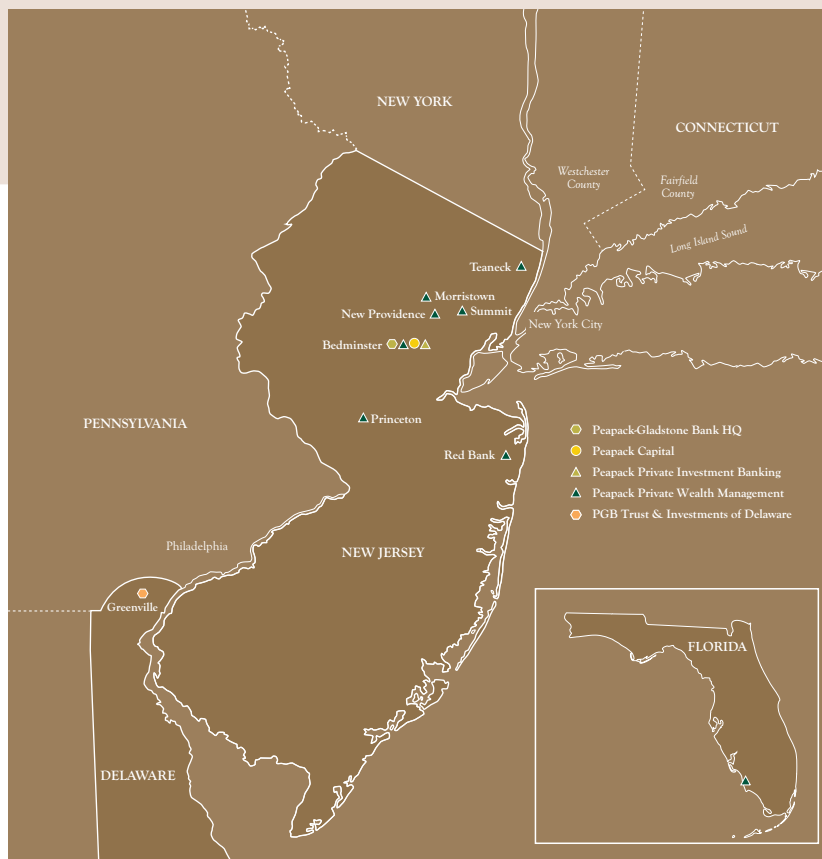 NEW YORK
CONNECTICUT
Westchester
County
Fairfield
County
Long Island Sound
Teaneck
Morristown
New Providence
Summit
New York City
Bedminster
PENNSYLVANIA
Princeton
Red Bank
Peapack-Gladstone Bank HQ
Peapack Capital
Peapack Private Investment Banking
Peapack Private Wealth Management
PGB Trust & Investments of Delaware
Philadelphia
NEW JERSEY
Greenville
FLORIDA
DELAWARE